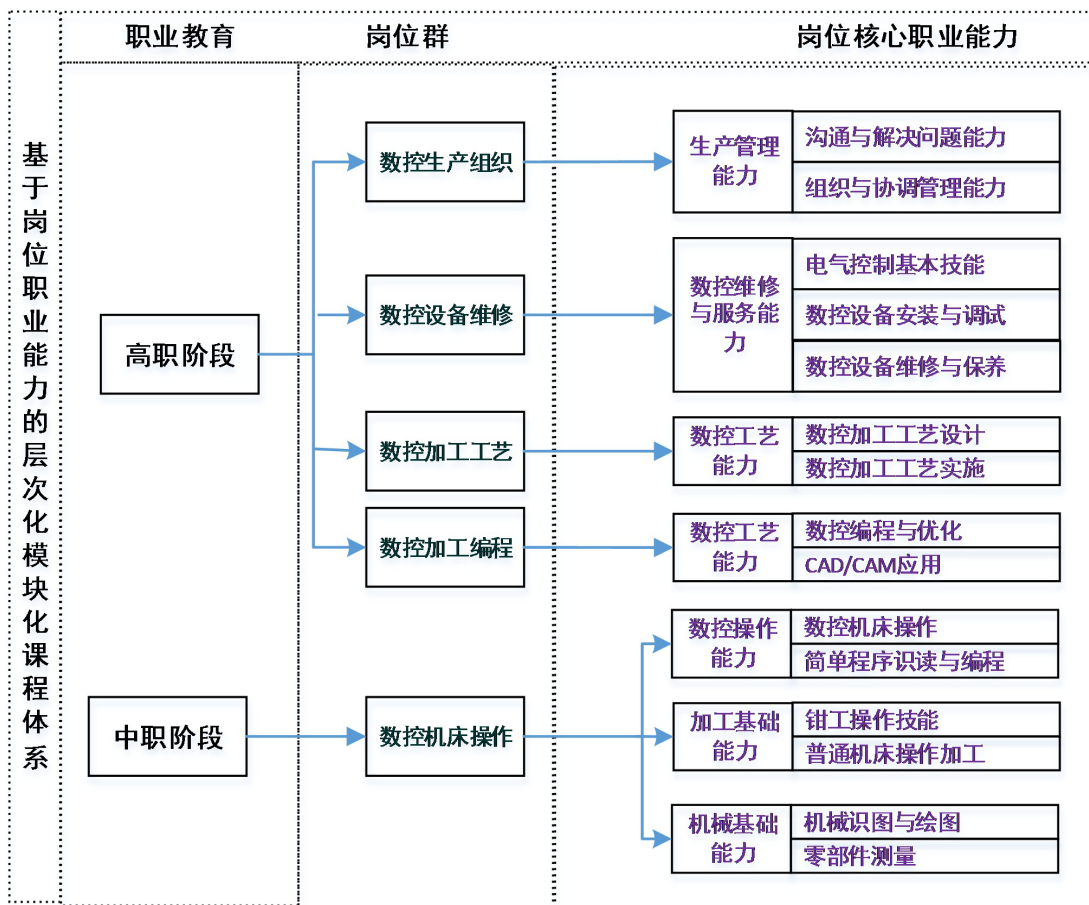 职业教育
岗位群
岗位核心职业能力
基于岗位职业能力的层次化模块化课程体系
高职阶段
数控生产组织
生产管理
能力
沟通与解决问题能力
组织与协调管理能力
数控设备维修
数控维修
与服务能
力
电气控制基本技能
数控设备安装与调试
数控设备维修与保养
数控加工工艺
数控工艺
能力
数控加工工艺设计
数控加工工艺实施
数控加工编程
数控工艺
能力
数控编程与优化
CAD/CAM应用
中职阶段
数控机床操作
数控操作
能力
数控机床操作
简单程序识读与编程
加工基础
能力
钳工操作技能
普通机床操作加工
机械基础
能力
机械识图与绘图
零部件测量